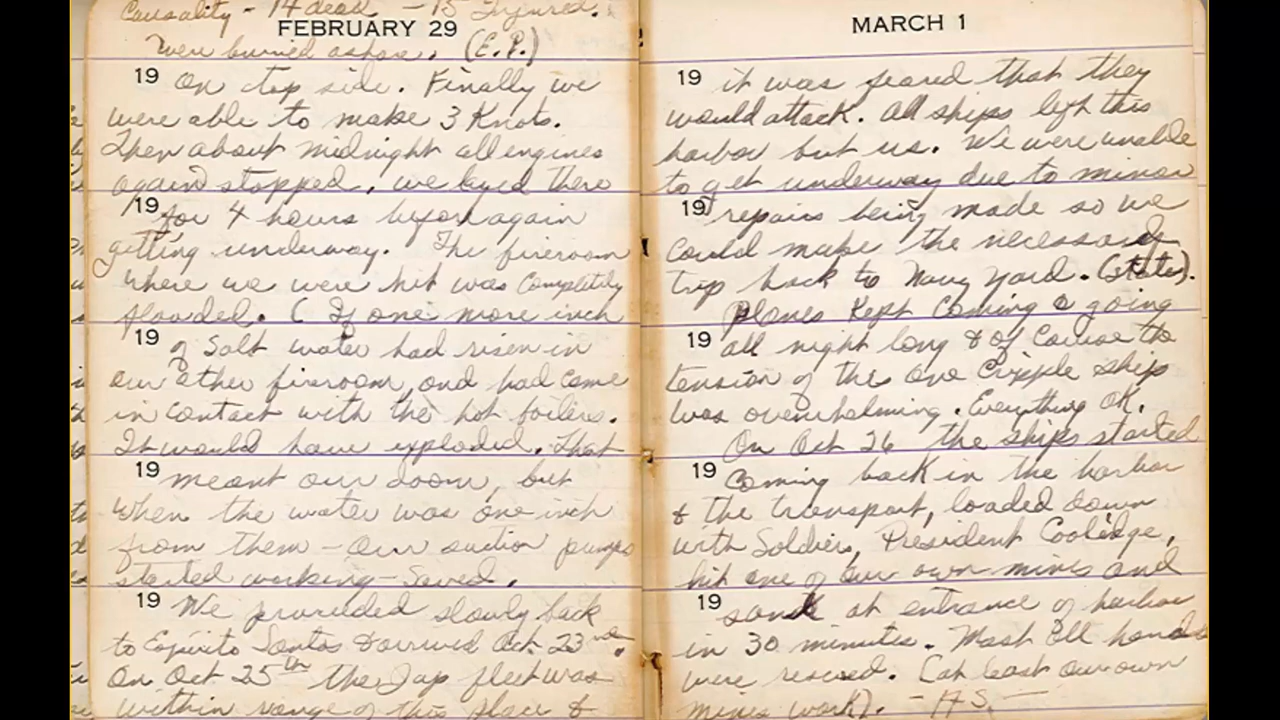 Causality - 14 dead - 15 Injured.
FEBRUARY 29
were burried ashore. (E.P.)
19 on top side. Finally we
were able to make 3 Knots.
Then about midnight all engines
again stopped, we layed there
19 for 4 hours before again
getting underway. The fireroom
where we were hit was Completely
flooded. ( If one more inch
19 of Salt water had risen in
our other fireroom, and had come
in contact with the hot boilers.
It would have exploded. That
19 meant our doom, but
when the water was one inch
from them - Our suction pumps
started working - Saved.
19 We proceeded slowly back
to Espirito Santos & arrived Oct 23rd.
On Oct 25th the Jap fleet was
within range of this place &
MARCH 1
19 it was feared that they
would attack. All ships left this
harbor but us. We were unable
to get underway due to minor
19 repairs being made so we
could make the necessary
trip back to Navy Yard. (States).
Planes Kept Coming & going
19 all night long & of Course the
tension of the One Cripple ship
was overwhelming. Everything OK.
On Oct 26 the ships started
19 Coming back in the harbor
& the transport, loaded down
with Soldiers, President Cooledge,
hit one of our own mines and
19 sank at entrance of harbor
in 30 minutes. Most all hands
were rescued. (at least our own
mines work). - HS -